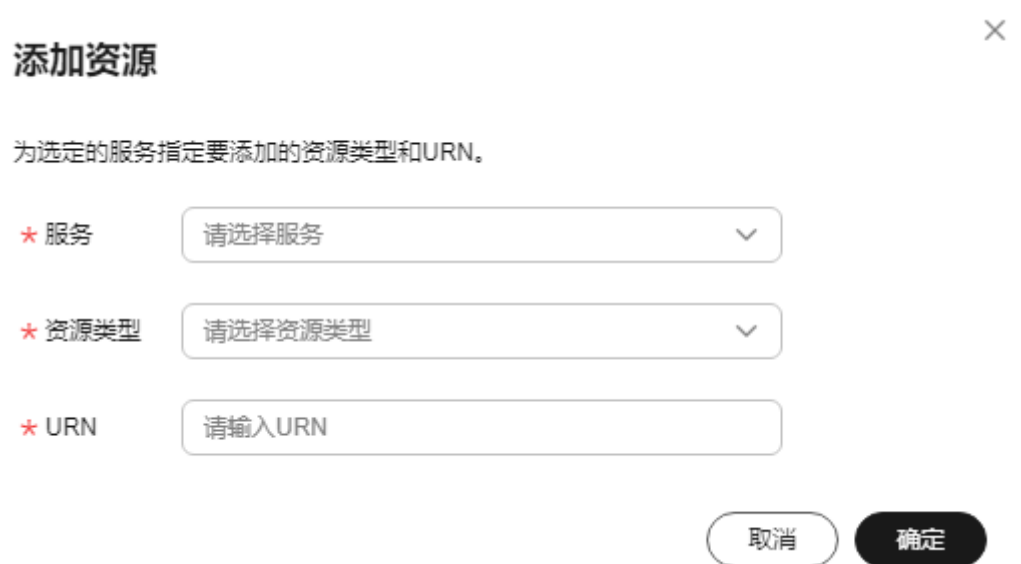 添加资源
为选定的服务指定要添加的资源类型和URN。
* 服务 请选择服务
* 资源类型 请选择资源类型
* URN 请输入URN
取消 确定